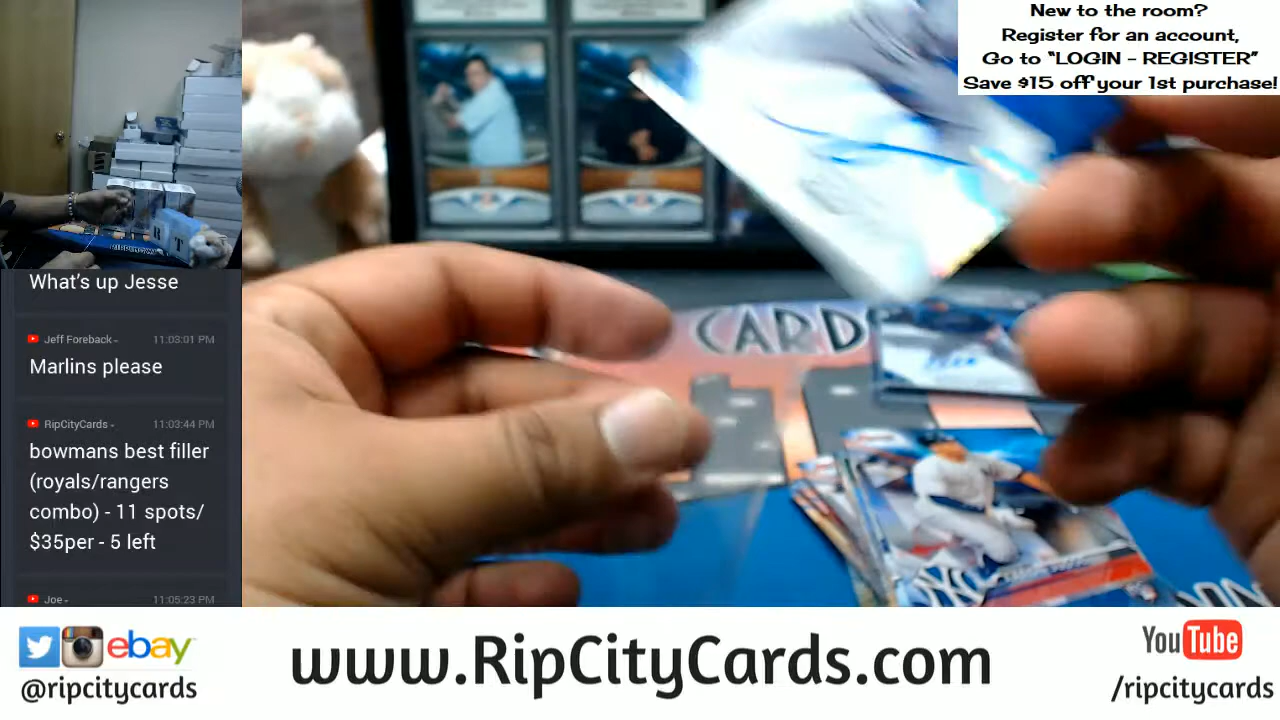 New to the room?
Register for an account,
Go to "LOGIN - REGISTER"
Save $15 off your 1st purchase!
What's up Jesse
Jeff Foreback - 11:03:01 PM
Marlins please
RipCityCards - 11:03:44 PM
bowmans best filler
(royals/rangers
combo) - 11 spots/
$35per - 5 left
Joe - 11:05:23 PM
CARD
R T
ebay
@ripcitycards
www.RipCityCards.com
YouTube
/ripcitycards